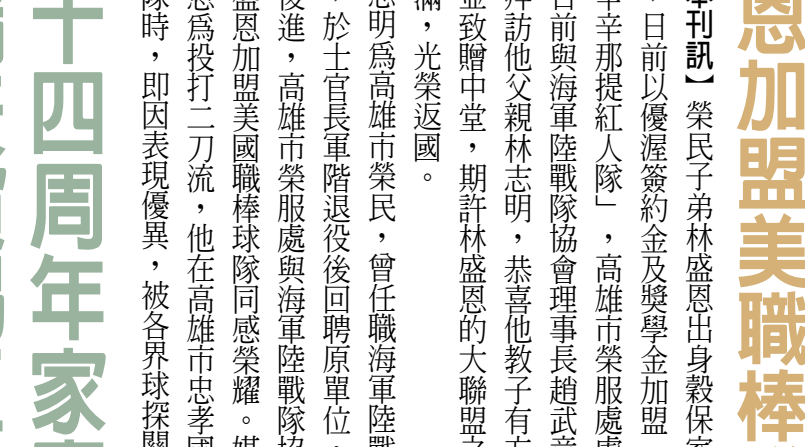 恩加盟美職棒
本刊訊】榮民子弟林盛恩出身穀保家
，日前以優渥簽約金及獎學金加盟
辛那提紅人隊」，高雄市榮服處處
日前與海軍陸戰隊協會理事長趙武
拜訪他父親林志明，恭喜他教子有方
並致贈中堂，期許林盛恩的大聯盟之
滿，光榮返國。
志明為高雄市榮民，曾任職海軍陸戰
，於士官長軍階退役後回聘原單位，
後進，高雄市榮服處與海軍陸戰隊協
盛恩加盟美國職棒球隊同感榮耀。
恩為投打二刀流，他在高雄市忠孝國
隊時，即因表現優異，被各界球探關
十四周年家